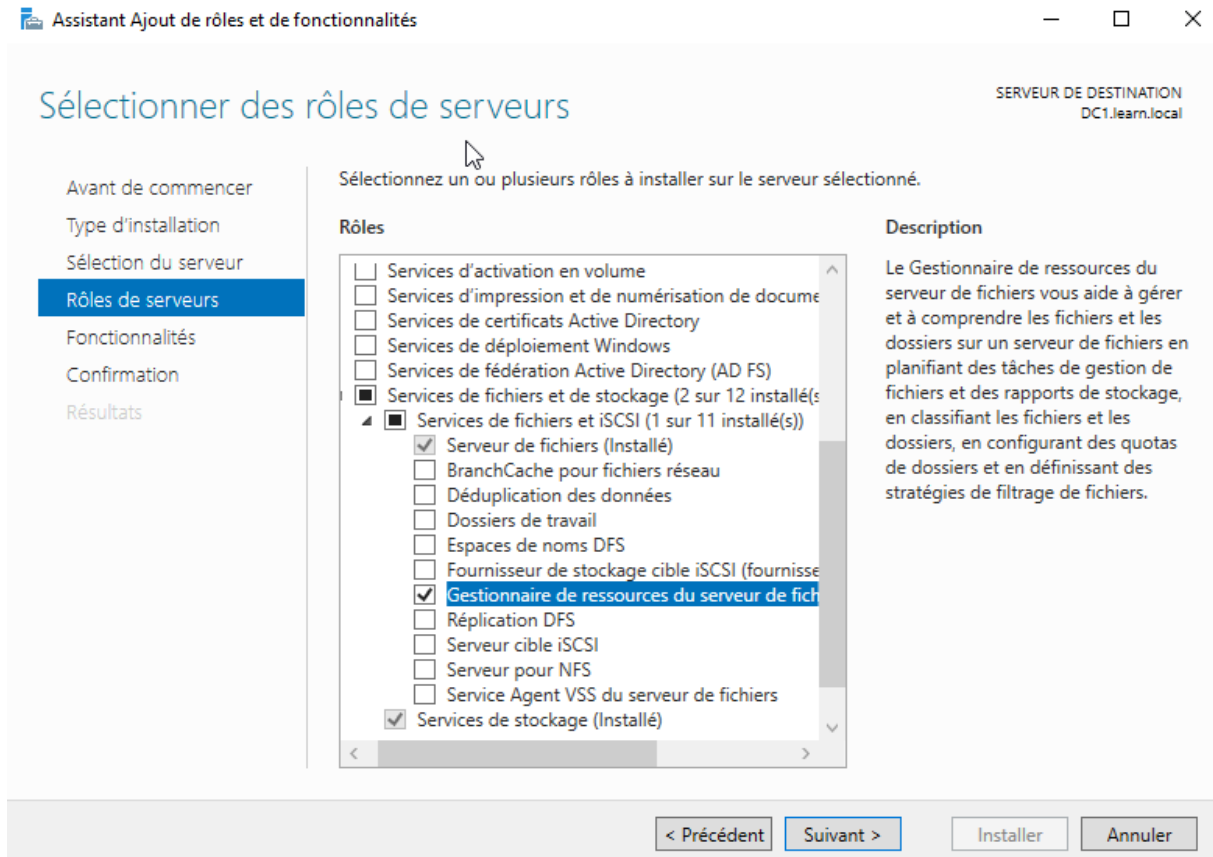 Assistant Ajout de rôles et de fonctionnalités
Sélectionner des rôles de serveurs
SERVEUR DE DESTINATION
DC1.learn.local
Avant de commencer
Type d'installation
Sélection du serveur
Rôles de serveurs
Fonctionnalités
Confirmation
Résultats
Sélectionnez un ou plusieurs rôles à installer sur le serveur sélectionné.
Rôles
Services d'activation en volume
Services d'impression et de numérisation de docume
Services de certificats Active Directory
Services de déploiement Windows
Services de fédération Active Directory (AD FS)
Services de fichiers et de stockage (2 sur 12 installé(s
Services de fichiers et iSCSI (1 sur 11 installé(s))
Serveur de fichiers (Installé)
BranchCache pour fichiers réseau
Déduplication des données
Dossiers de travail
Espaces de noms DFS
Fournisseur de stockage cible iSCSI (fournisse
Gestionnaire de ressources du serveur de fich
Réplication DFS
Serveur cible iSCSI
Serveur pour NFS
Service Agent VSS du serveur de fichiers
Services de stockage (Installé)
Description
Le Gestionnaire de ressources du
serveur de fichiers vous aide à gérer
et à comprendre les fichiers et les
dossiers sur un serveur de fichiers en
planifiant des tâches de gestion de
fichiers et des rapports de stockage,
en classifiant les fichiers et les
dossiers, en configurant des quotas
de dossiers et en définissant des
stratégies de filtrage de fichiers.
< Précédent
Suivant >
Installer
Annuler